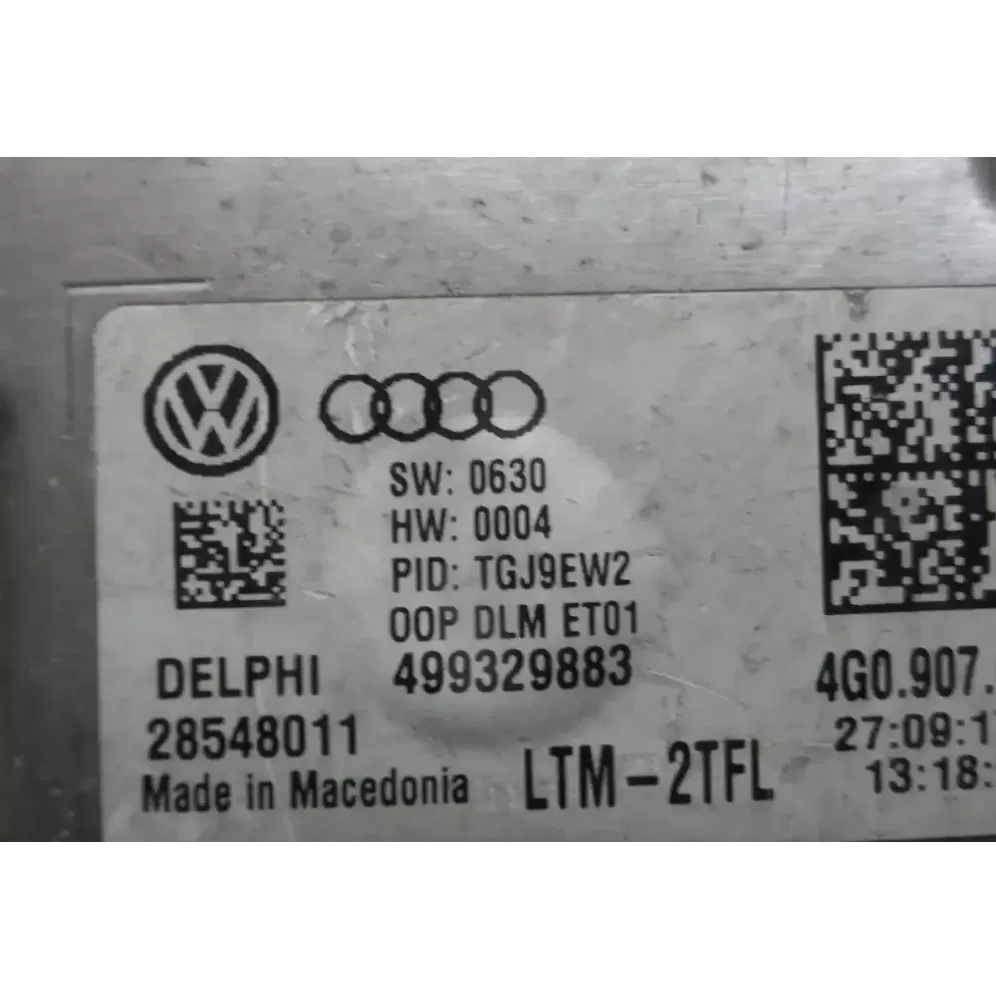 SW: 0630
HW: 0004
PID: TGJ9EW2
00P DLM ET01
DELPHI 499329883 4G0.907.
28548011 27:09:1
Made in Macedonia LTM-2TFL 13:18: